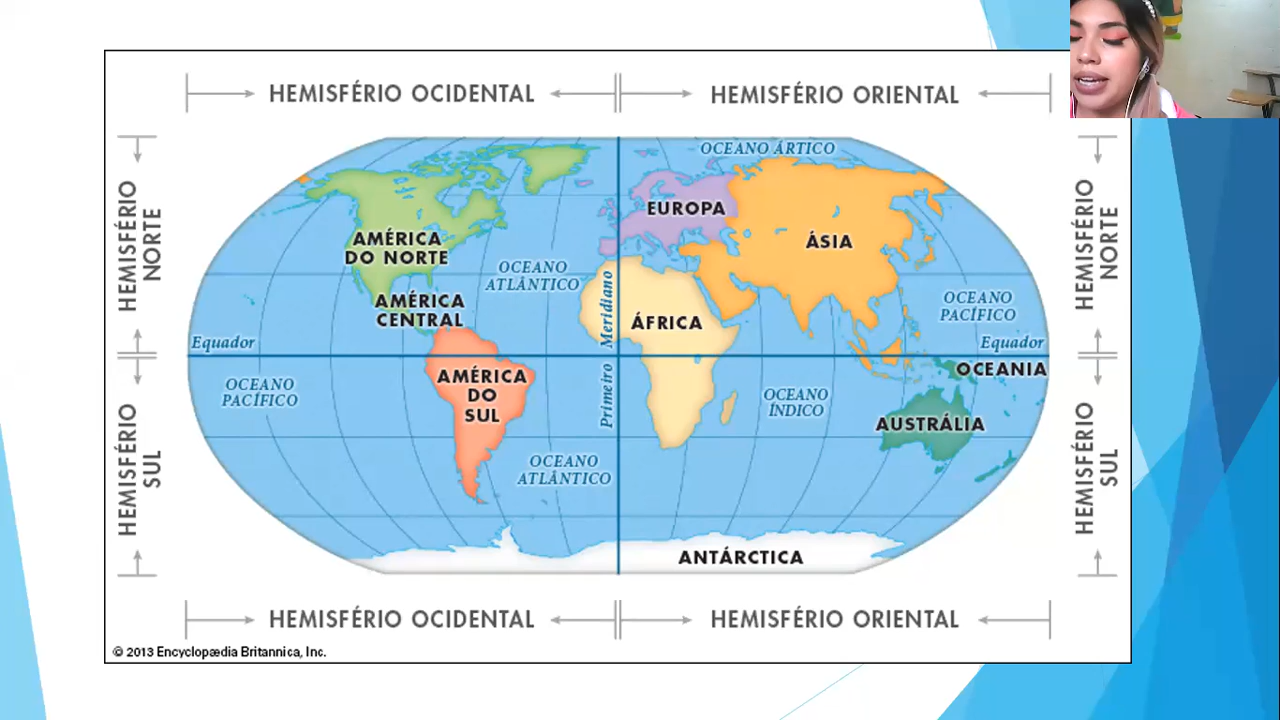 HEMISFÉRIO OCIDENTAL
HEMISFÉRIO ORIENTAL
OCEANO ÁRTICO
HEMISFÉRIO
NORTE
HEMISFÉRIO
NORTE
EUROPA
AMÉRICA
DO NORTE
ÁSIA
OCEANO
ATLÂNTICO
AMÉRICA
CENTRAL
OCEANO
PACÍFICO
ÁFRICA
Primeiro Meridiano
Equador
Equador
OCEANIA
OCEANO
PACÍFICO
AMÉRICA
DO
SUL
OCEANO
ÍNDICO
AUSTRÁLIA
HEMISFÉRIO
SUL
HEMISFÉRIO
SUL
OCEANO
ATLÂNTICO
ANTÁRCTICA
HEMISFÉRIO OCIDENTAL
HEMISFÉRIO ORIENTAL
© 2013 Encyclopædia Britannica, Inc.